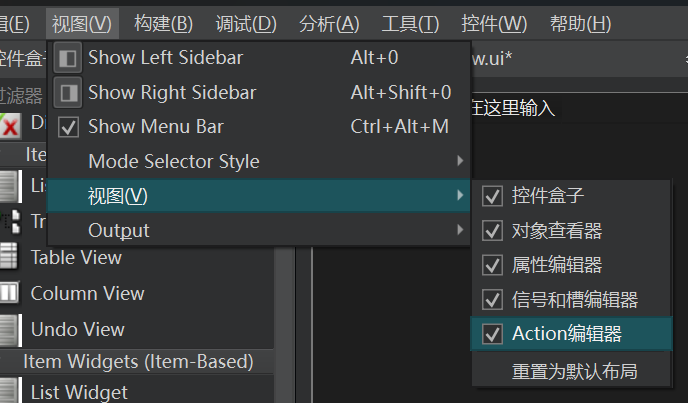 辑(E) 视图(V) 构建(B) 调试(D) 分析(A) 工具(T) 控件(W) 帮助(H)
控件盒子
w.ui*
过滤器
在这里输入
Show Left Sidebar Alt+0
Show Right Sidebar Alt+Shift+0
Show Menu Bar Ctrl+Alt+M
Mode Selector Style
视图(V)
Output
控件盒子
对象查看器
属性编辑器
信号和槽编辑器
Action编辑器
重置为默认布局
Di
Ite
Lis
Tr
Table View
Column View
Undo View
Item Widgets (Item-Based)
List Widget